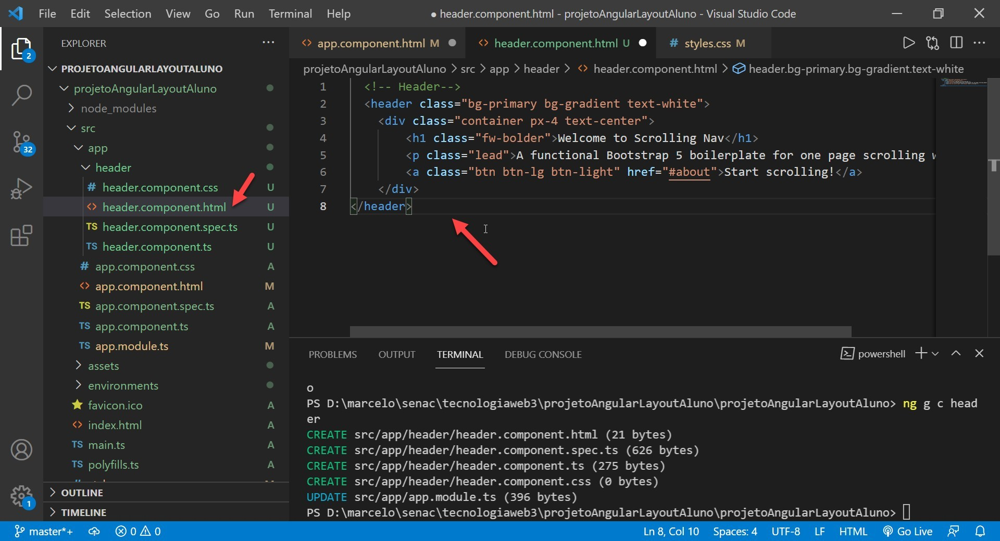 File Edit Selection View Go Run Terminal Help
● header.component.html - projetoAngularLayoutAluno - Visual Studio Code
EXPLORER
2
PROJETOANGULARLAYOUTALUNO
projetoAngularLayoutAluno
node_modules
src
app
header
# header.component.css U
<> header.component.html U
TS header.component.spec.ts U
TS header.component.ts U
# app.component.css A
<> app.component.html M
TS app.component.spec.ts A
TS app.component.ts A
TS app.module.ts M
assets
environments
favicon.ico A
<> index.html A
TS main.ts A
TS polyfills.ts A
OUTLINE
TIMELINE
32
1
<> app.component.html M
<> header.component.html U
# styles.css M
projetoAngularLayoutAluno > src > app > header > <> header.component.html > header.bg-primary.bg-gradient.text-white
1 <!-- Header-->
2 <header class="bg-primary bg-gradient text-white">
3 <div class="container px-4 text-center">
4 <h1 class="fw-bolder">Welcome to Scrolling Nav</h1>
5 <p class="lead">A functional Bootstrap 5 boilerplate for one page scrolling
6 <a class="btn btn-lg btn-light" href="#about">Start scrolling!</a>
7 </div>
8 </header>
PROBLEMS OUTPUT TERMINAL DEBUG CONSOLE
powershell
o
PS D:\marcelo\senac\tecnologiaweb3\projetoAngularLayoutAluno\projetoAngularLayoutAluno> ng g c head
er
CREATE src/app/header/header.component.html (21 bytes)
CREATE src/app/header/header.component.spec.ts (626 bytes)
CREATE src/app/header/header.component.ts (275 bytes)
CREATE src/app/header/header.component.css (0 bytes)
UPDATE src/app/app.module.ts (396 bytes)
PS D:\marcelo\senac\tecnologiaweb3\projetoAngularLayoutAluno\projetoAngularLayoutAluno>
master*+ 0 0 Ln 8, Col 10 Spaces: 4 UTF-8 LF HTML Go Live